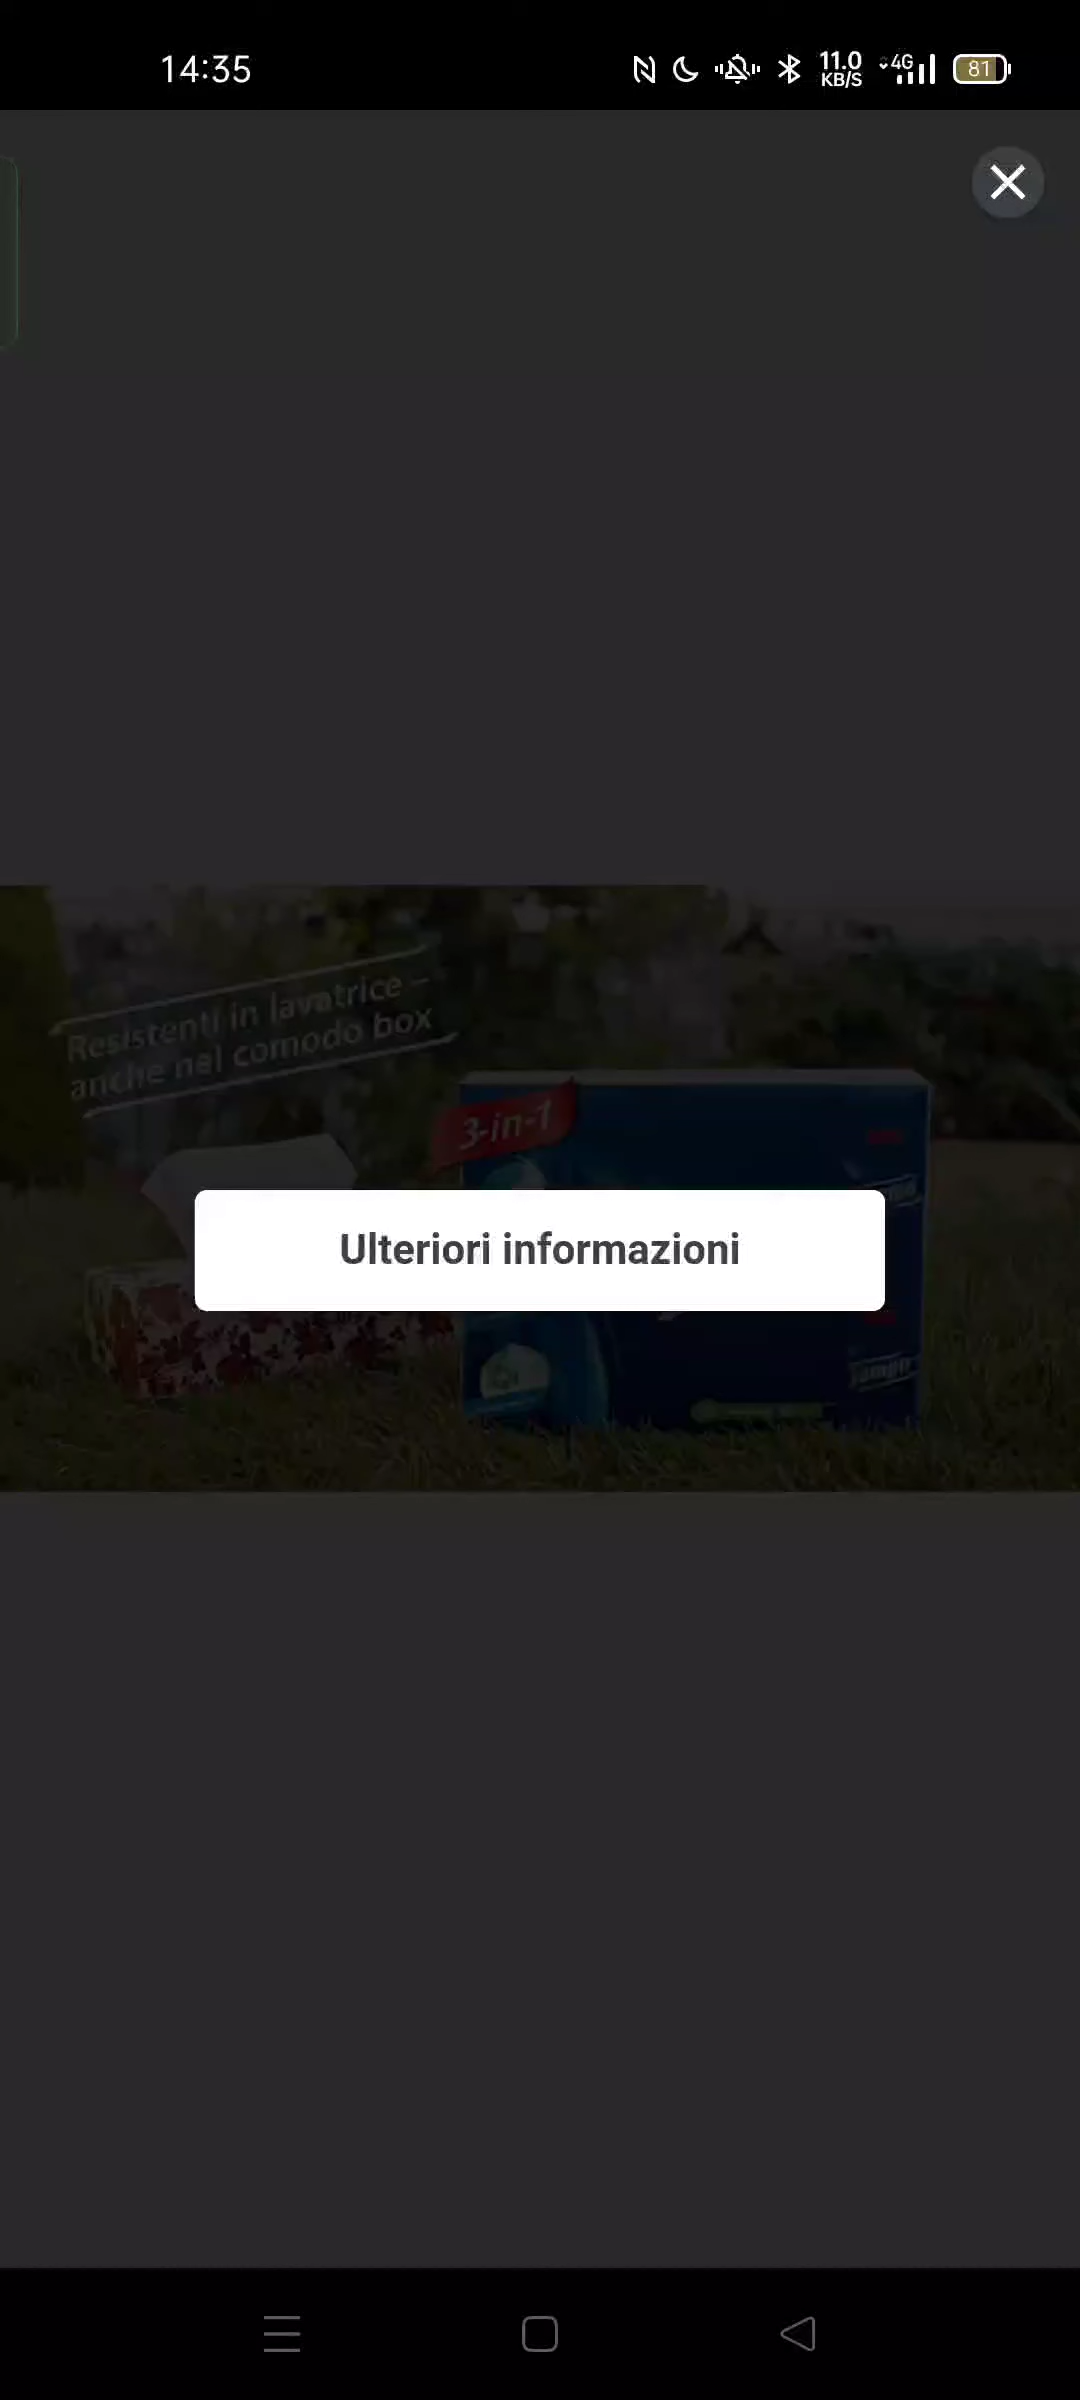 14:35
11.0
KB/S
4G
81
Resistenti in lavatrice –
anche nel comodo box
3-in-1
Ulteriori informazioni
Tempo